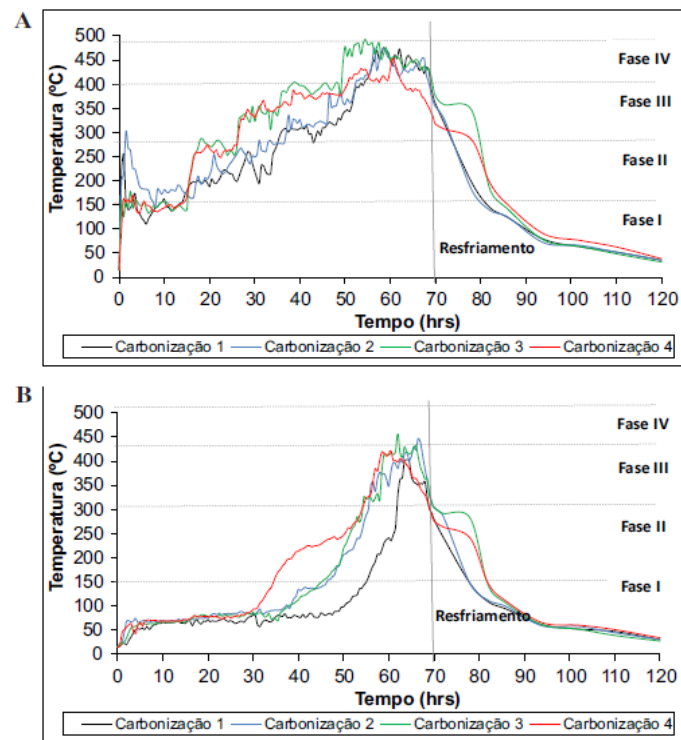 A
Temperatura (ºC)
500
450
400
350
300
250
200
150
100
50
0
Fase IV
Fase III
Fase II
Fase I
Resfriamento
0 10 20 30 40 50 60 70 80 90 100 110 120
Tempo (hrs)
Carbonização 1 Carbonização 2 Carbonização 3 Carbonização 4
B
Temperatura (ºC)
500
450
400
350
300
250
200
150
100
50
0
Fase IV
Fase III
Fase II
Fase I
Resfriamento
0 10 20 30 40 50 60 70 80 90 100 110 120
Tempo (hrs)
Carbonização 1 Carbonização 2 Carbonização 3 Carbonização 4